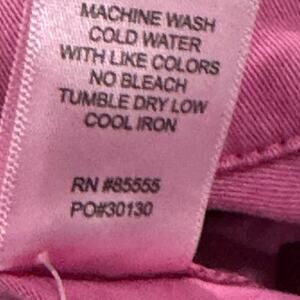 MACHINE WASH
COLD WATER
WITH LIKE COLORS
NO BLEACH
TUMBLE DRY LOW
COOL IRON
RN #85555
PO#30130